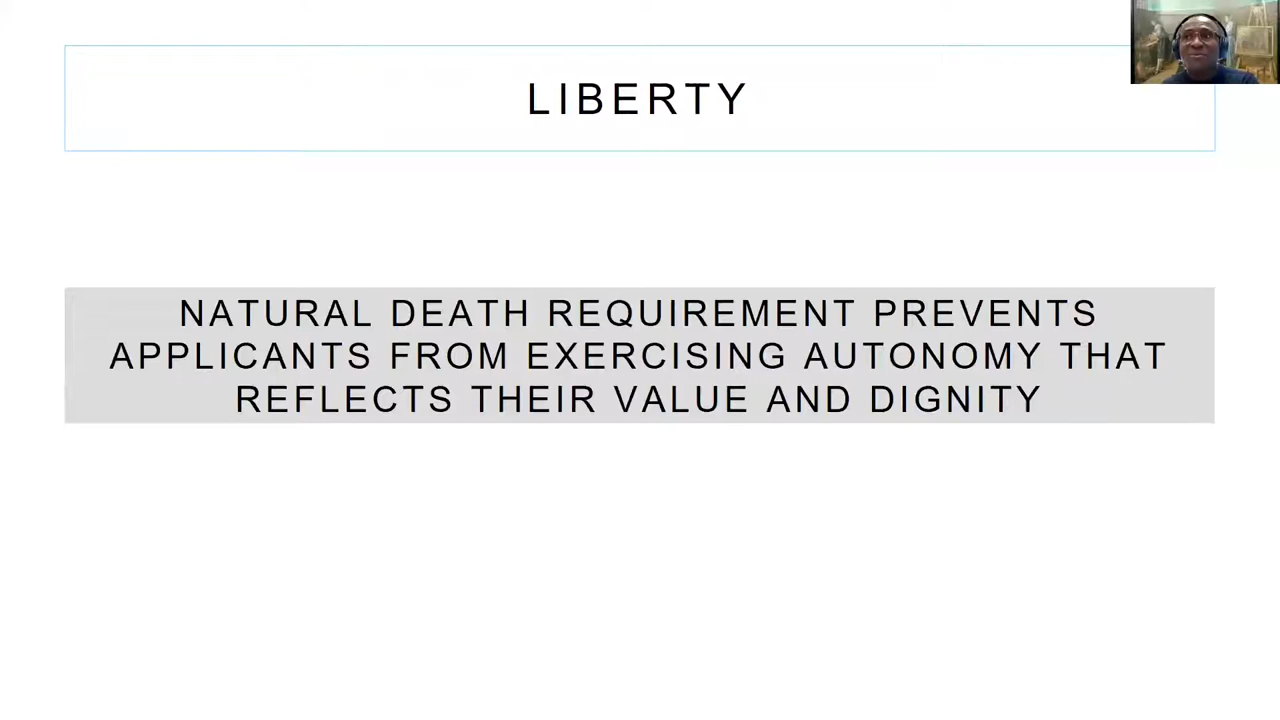 LIBERTY
NATURAL DEATH REQUIREMENT PREVENTS
APPLICANTS FROM EXERCISING AUTONOMY THAT
REFLECTS THEIR VALUE AND DIGNITY